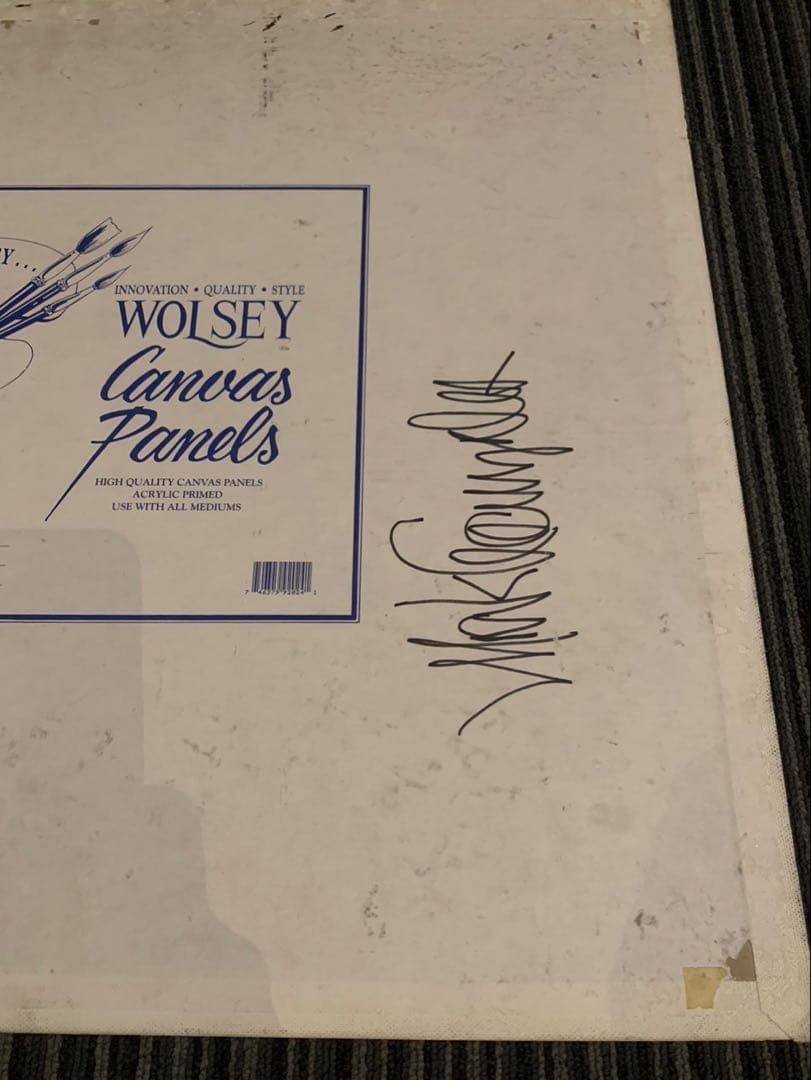 Y...
INNOVATION • QUALITY • STYLE
WOLSEY
Canvas
Panels
HIGH QUALITY CANVAS PANELS
ACRYLIC PRIMED
USE WITH ALL MEDIUMS